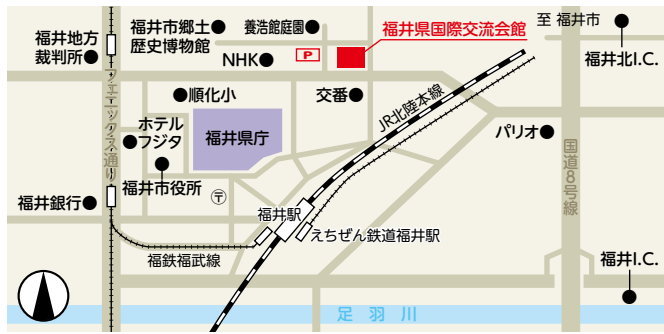 福井市郷土
歴史博物館
養浩館庭園
福井県国際交流会館
至 福井市
福井北I.C.
福井地方
裁判所
NHK
P
フェニックス通り
順化小
交番
JR北陸本線
ホテル
フジタ
福井県庁
パリオ
国道8号線
福井市役所
〒
福井銀行
福井駅
えちぜん鉄道福井駅
福鉄福武線
福井I.C.
足羽川